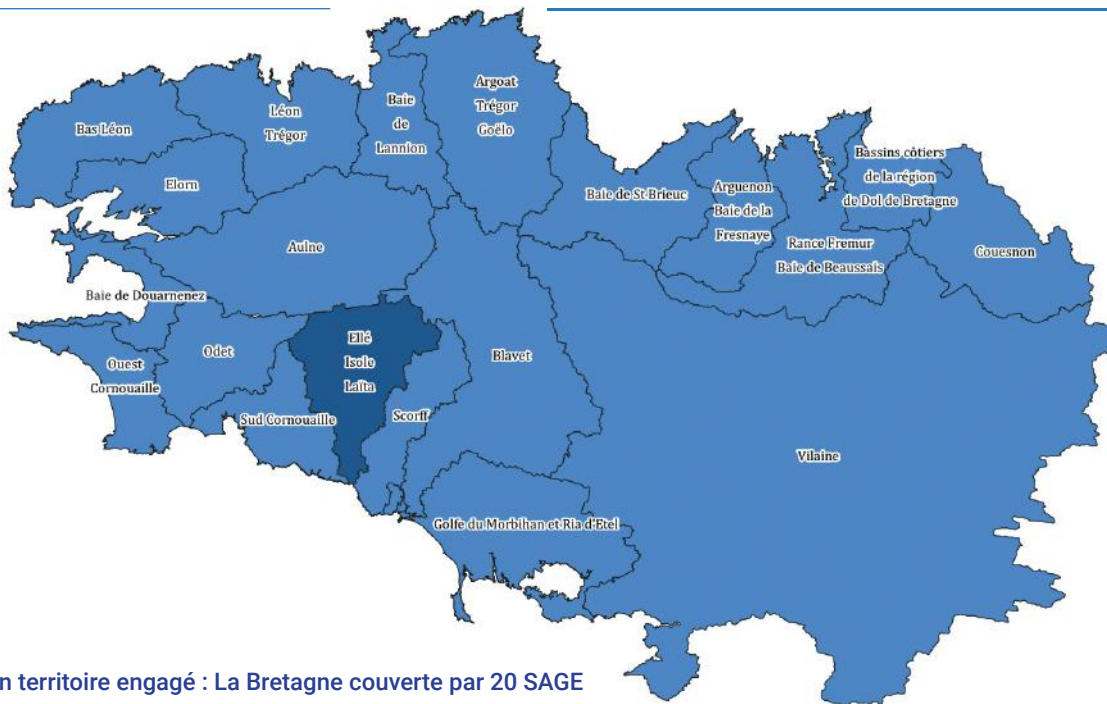 Argoat
Trégor
Goëlo
Baie
de
Lannion
Léon
Trégor
Bas Léon
Elorn
Baie de St Brieuc
Arguenon
Baie de la
Fresnaye
Bassins côtiers
de la région
de Dol de Bretagne
Rance Fremur
Baie de Beaussais
Couesnon
Aulne
Baie de Douarnenez
Odet
Ouest
Cornouaille
Ellé
Isole
Laïta
Sud Cornouaille
Scorff
Blavet
Vilaine
Golfe du Morbihan et Ria d'Etel
n territoire engagé : La Bretagne couverte par 20 SAGE